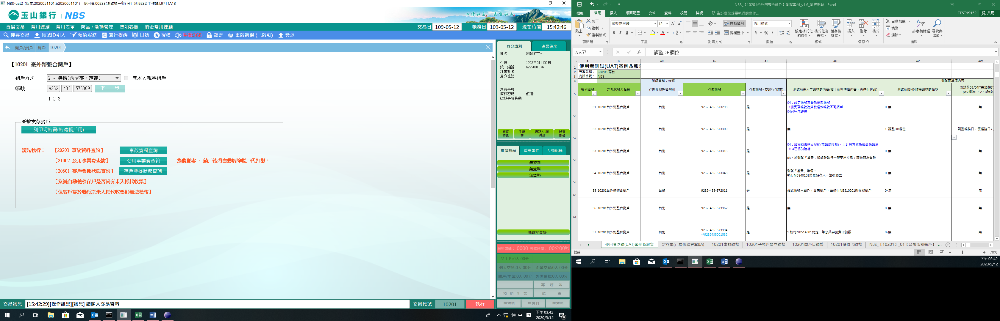 NBS-uat2 (版本:2020051101.b2020051101) 使用者:00233(測試櫃一卯) 分行別:9232 工作站:L9711A13
玉山銀行 | NBS
心清如玉，義重如山。
自選交易 常用連結 常用表單 商品/活動管理 智能客服 消金常用連結
交易日 109-05-12 帳務日 109-05-12 現在時間 15:42:46
搜尋交易 帳號ID引入 預約服務 蒞行提醒 日誌 授權 廣播:368 鎖定 重啟週邊(已啟動) 簽退
開戶/銷戶 銷戶 10201
【10201 臺外幣整合銷戶】
銷戶方式 2 - 無摺(含支存、定存) 憑本人親簽銷戶
帳號 9232 435 573309 下一步
1 2 3
臺幣支存銷戶
列印切結書(結清帳戶用)
請先執行： 【20203 事故資料查詢】 事故資料查詢
【21002 公用事業費查詢】 公用事業費查詢 提醒顧客 : 銷戶後將自動解除帳戶代扣繳。
【20601 存戶票據狀態查詢】 存戶票據狀態查詢
【系統自動檢核存戶是否尚有未入帳代收票】
【但客戶存於聯行之未入帳代收票則無法檢核】
身分識別 產品往來
姓名 測試游二七
生日 1992年01月02日
統一編號 A299001076
理專姓名
身分註記
注意事項
簡訊密碼 使用中
近期事故異動
顧客資訊 手續費 通路/共同行銷 顧客影像
推薦商品 重要事件 互動記錄
無資料
無資料
無資料
一般轉介登錄
服務號碼： 0000 等候時間： 00分00秒
V I P:0人 00分
個人交易:0人 00分 企業交易:0人 00分
開戶/申請:0人 00分 外匯業務:0人 00分
再 呼 叫
預 約 叫 號 結 束
無資料 無資料 無資料
交易訊息 [15:42:29][操作訊息][訊息] 請輸入交易資料 交易代號 10201 執行
中
下午 03:42
2020/5/12
4
NBS_【10201台外幣整合銷戶】測試案例_v1.6_測資盤點 - Excel
檔案 常用 插入 版面配置 公式 資料 校閱 檢視 告訴我您想要執行的動作... TEST19152 共用
貼上 剪下 複製 複製格式 剪貼簿
微軟正黑體 12 B I U 字型
自動換列 跨欄置中 對齊方式
通用格式 $ % 數值
設定格式化的條件 格式化為表格 儲存格樣式 樣式
插入 刪除 格式 儲存格
自動加總 填滿 清除 排序與篩選 尋找與選取 編輯
AV57 fx 1-調整DB欄位
A B AR AS AT AU AV AW
1 使用者測試(UAT)案例＆報告
2 專案名稱： CBP03 存款
3 測試系統： NBS
4 測試資料：帳號 測試前準備內容
5 案例編號 功能代號及名稱 存款帳號種類幣別 存款帳號 存款帳號=交易行(敦南) 測試前需人工調整的內容(貼上前置準備內容，再進行修改) 測試前03/04IT需調整的類型 測試前03/04IT需調整的
(AV欄為1、2、3時必
56 51 10201台外幣整合銷戶 台幣 9232-435-573298 是 04：設定帳號為貸款還款帳號
→測支存帳號為貸款還款帳號不可銷戶
04已完成建檔 0-無 無
57 52 10201台外幣整合銷戶 台幣 9232-435-573309 是 無 1-調整DB欄位 調整帳務日，使帳務日>
58 53 10201台外幣整合銷戶 台幣 9232-435-573316 是 04：請協助綁透支契約(無額度限制)，且計息方式為最高餘額法
→04已協助建檔
03：於測試「當天」將帳號執行一筆支出交易，讓餘額為負數 0-無 無
59 54 10201台外幣整合銷戶 台幣 9232-435-573348 是 測試「當天」準備：
執行NBS40101將帳號存入一筆次交票 0-無 無
60 55 10201台外幣整合銷戶 台幣 9232-435-572011 是 確認帳號已銷戶，若未銷戶，請執行NBS10201將帳號銷戶 0-無 無
61 56 10201台外幣整合銷戶 台幣 9232-435-573362 是 無 0-無 無
57 10201台外幣整合銷戶 台幣 9232-435-573394
**9232435001532 是 1.執行NBS14301約定一筆公共事業費代扣繳 0-無 無
使用者測試(UAT)案例＆報告 定存單(已提供給專案BA) 10201事故調整 10201子帳戶開立調整 10201開戶日調整 10201儲值卡調整 NBS_【10201】_01【台幣活期銷戶】 ...
就緒 70%
下午 03:42
2020/5/12